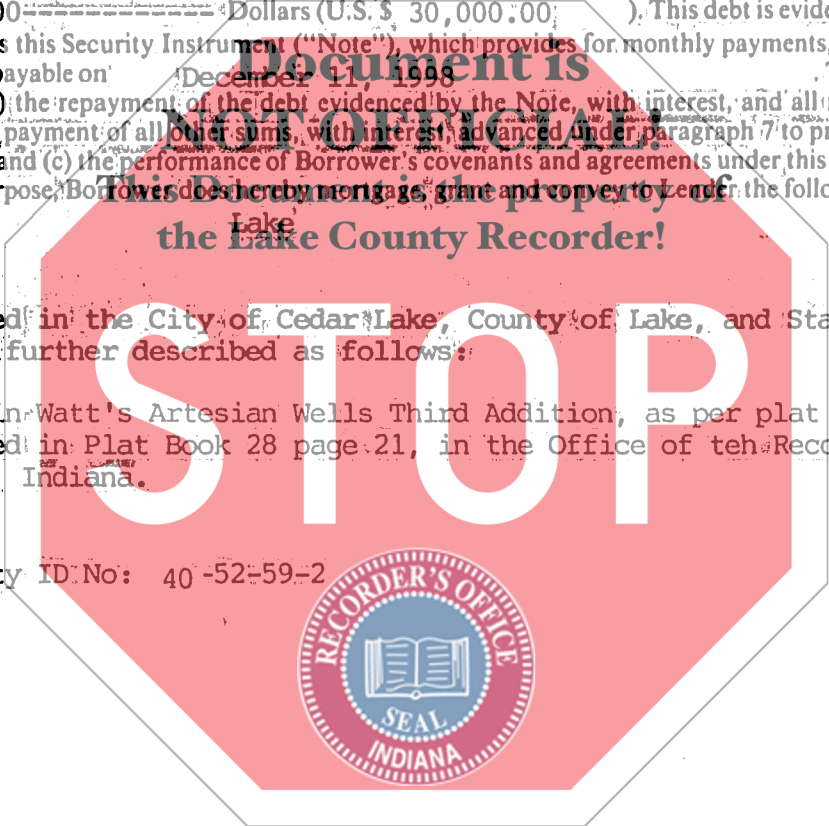 00-------------------- Dollars (U.S. $ 30,000.00 ). This debt is evide
s this Security Instrument ("Note"), which provides for monthly payments,
ayable on December 11, 1998
) the repayment of the debt evidenced by the Note, with interest, and all
payment of all other sums, with interest, advanced under paragraph 7 to pr
and (c) the performance of Borrower's covenants and agreements under this
rpose, Borrower does hereby mortgage, grant and convey to Lender the follo
Lake
Document is
NOT OFFICIAL!
This Document is the property of
the Lake County Recorder!
ed in the City of Cedar Lake, County of Lake, and Sta
further described as follows:
in Watt's Artesian Wells Third Addition, as per plat
ed in Plat Book 28 page 21, in the Office of teh Reco
Indiana.
STOP
y ID No: 40-52-59-2
RECORDER'S OFFICE
SEAL
INDIANA